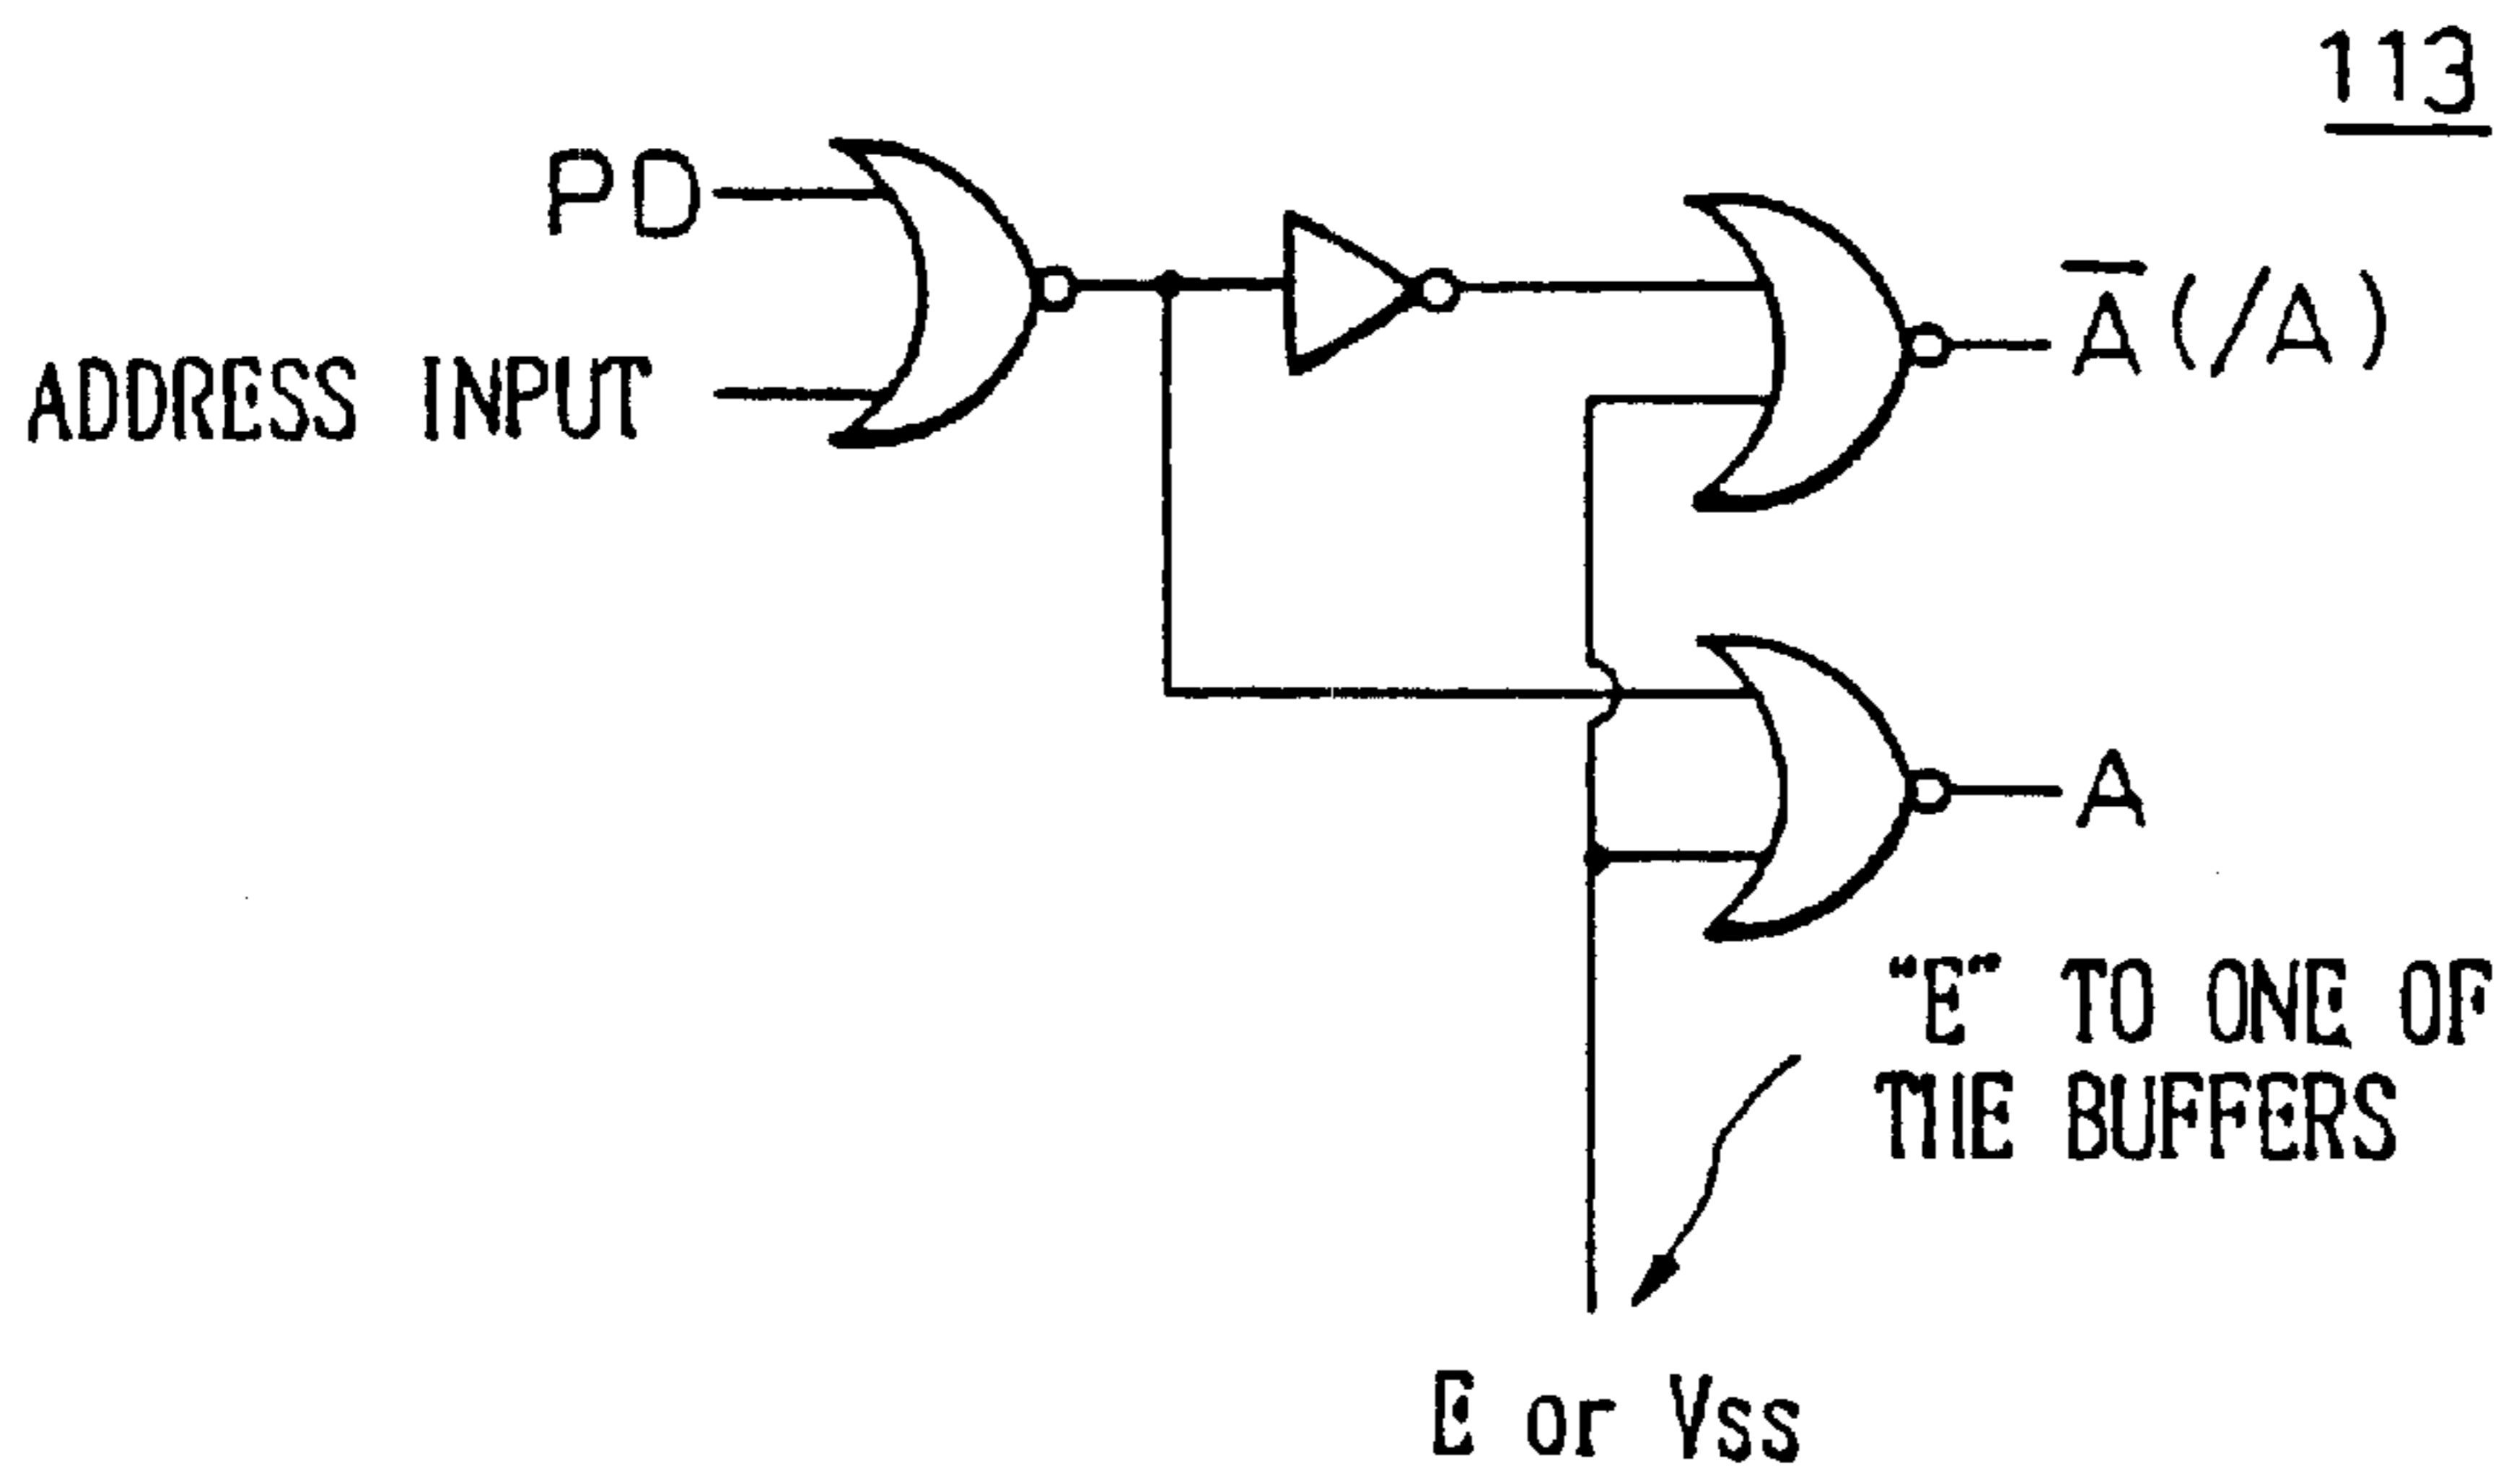 113
PD
ADDRESS INPUT
A̅(/A)
A
"E" TO ONE OF
THE BUFFERS
E or Vss